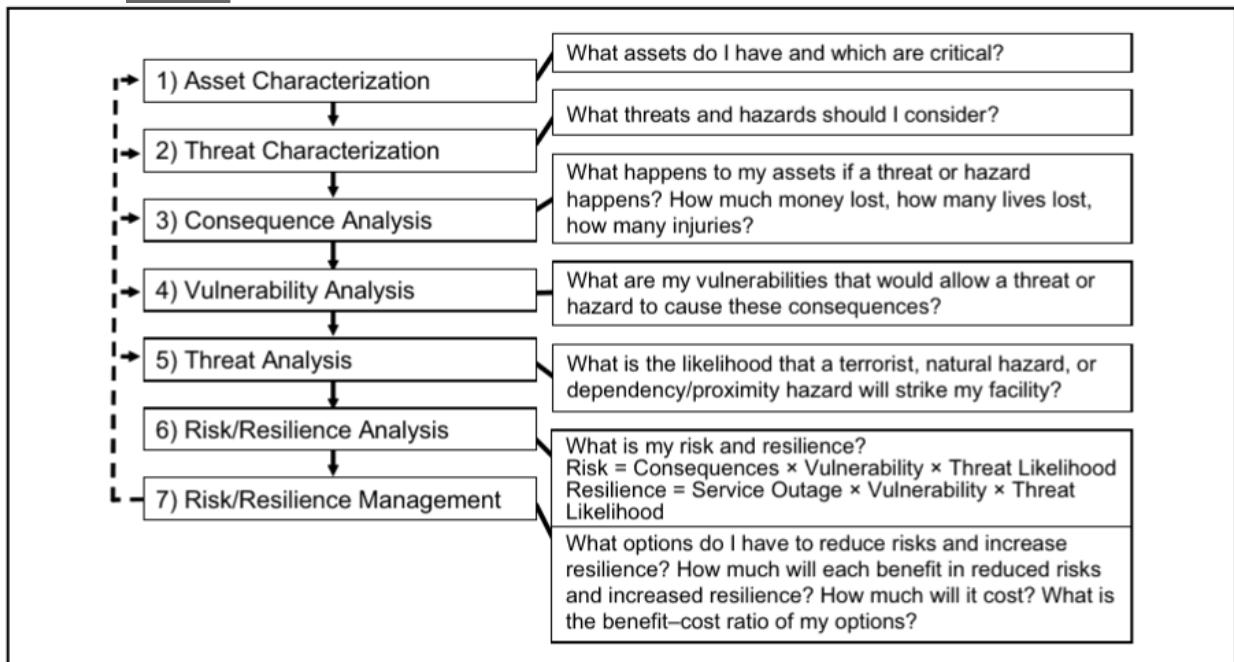 What assets do I have and which are critical?
1) Asset Characterization
What threats and hazards should I consider?
2) Threat Characterization
What happens to my assets if a threat or hazard
happens? How much money lost, how many lives lost,
how many injuries?
3) Consequence Analysis
What are my vulnerabilities that would allow a threat or
hazard to cause these consequences?
4) Vulnerability Analysis
What is the likelihood that a terrorist, natural hazard, or
dependency/proximity hazard will strike my facility?
5) Threat Analysis
6) Risk/Resilience Analysis
What is my risk and resilience?
Risk = Consequences × Vulnerability × Threat Likelihood
Resilience = Service Outage × Vulnerability × Threat
Likelihood
7) Risk/Resilience Management
What options do I have to reduce risks and increase
resilience? How much will each benefit in reduced risks
and increased resilience? How much will it cost? What is
the benefit–cost ratio of my options?